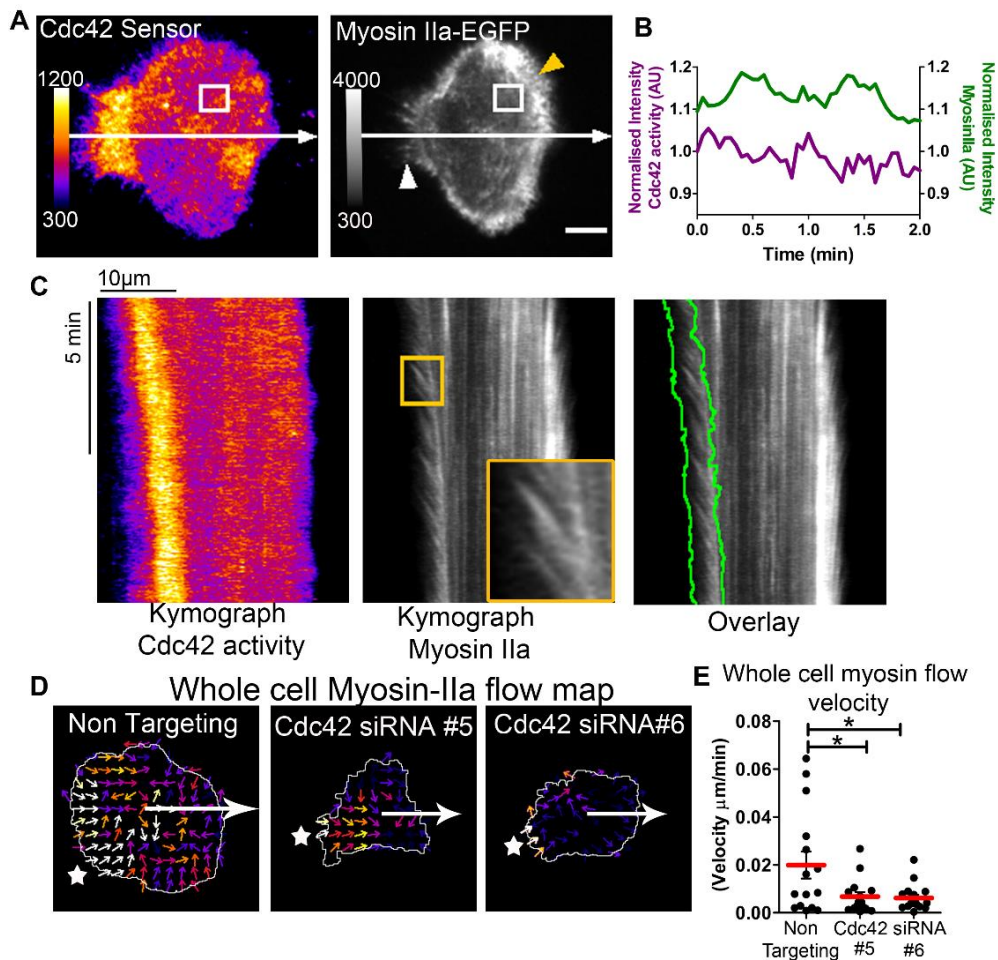 A
Cdc42 Sensor
1200
300
Myosin IIa-EGFP
4000
300
B
Normalised Intensity
Cdc42 activity (AU)
1.2
1.1
1.0
0.9
1.2
1.1
1.0
0.9
Normalised Intensity
MyosinIIa (AU)
0.0 0.5 1.0 1.5 2.0
Time (min)
C
10µm
5 min
Kymograph
Cdc42 activity
Kymograph
Myosin IIa
Overlay
D
Whole cell Myosin-IIa flow map
Non Targeting
Cdc42 siRNA #5
Cdc42 siRNA#6
E
Whole cell myosin flow
velocity
(Velocity µm/min)
0.08
0.06
0.04
0.02
0.00
*
*
Non Cdc42 siRNA
Targeting #5 #6